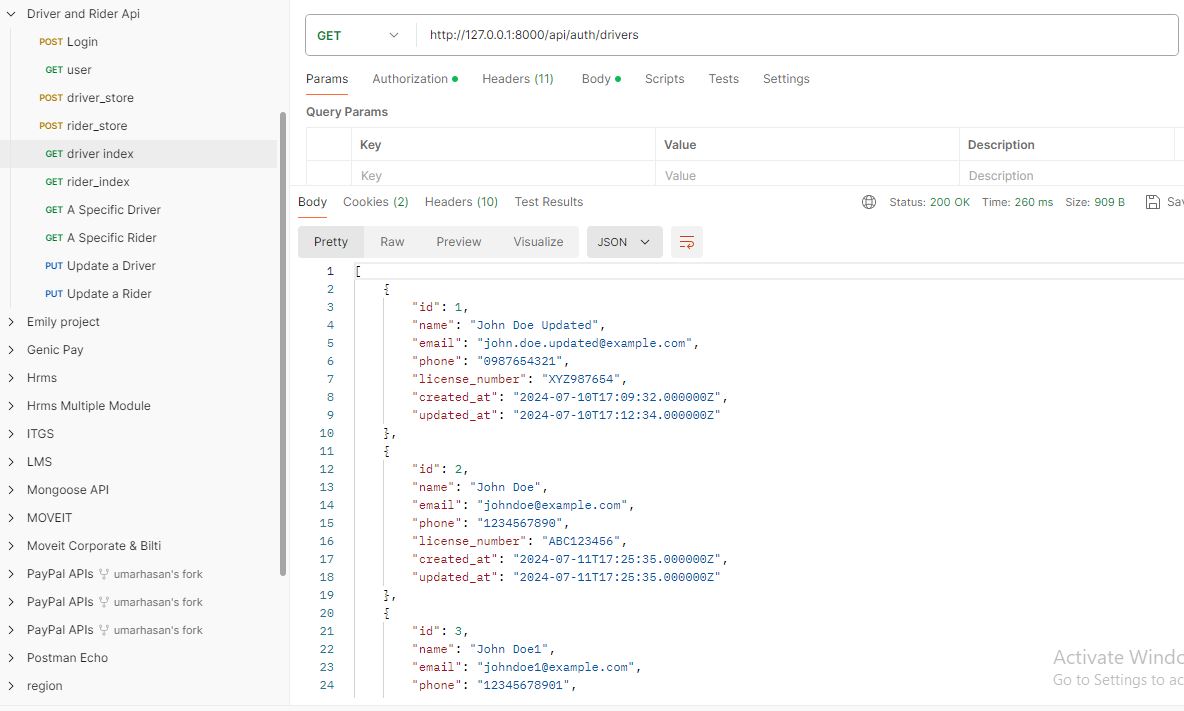 Driver and Rider Api
POST Login
GET user
POST driver_store
POST rider_store
GET driver index
GET rider_index
GET A Specific Driver
GET A Specific Rider
PUT Update a Driver
PUT Update a Rider
Emily project
Genic Pay
Hrms
Hrms Multiple Module
ITGS
LMS
Mongoose API
MOVEIT
Moveit Corporate & Bilti
PayPal APIs umarhasan's fork
PayPal APIs umarhasan's fork
PayPal APIs umarhasan's fork
Postman Echo
region
GET http://127.0.0.1:8000/api/auth/drivers
Params Authorization Headers (11) Body Scripts Tests Settings
Query Params
Key Value Description
Key Value Description
Body Cookies (2) Headers (10) Test Results Status: 200 OK Time: 260 ms Size: 909 B Sav
Pretty Raw Preview Visualize JSON
1 [
2 {
3 "id": 1,
4 "name": "John Doe Updated",
5 "email": "john.doe.updated@example.com",
6 "phone": "0987654321",
7 "license_number": "XYZ987654",
8 "created_at": "2024-07-10T17:09:32.000000Z",
9 "updated_at": "2024-07-10T17:12:34.000000Z"
10 },
11 {
12 "id": 2,
13 "name": "John Doe",
14 "email": "johndoe@example.com",
15 "phone": "1234567890",
16 "license_number": "ABC123456",
17 "created_at": "2024-07-11T17:25:35.000000Z",
18 "updated_at": "2024-07-11T17:25:35.000000Z"
19 },
20 {
21 "id": 3,
22 "name": "John Doe1",
23 "email": "johndoe1@example.com",
24 "phone": "12345678901",
Activate Windo
Go to Settings to ac